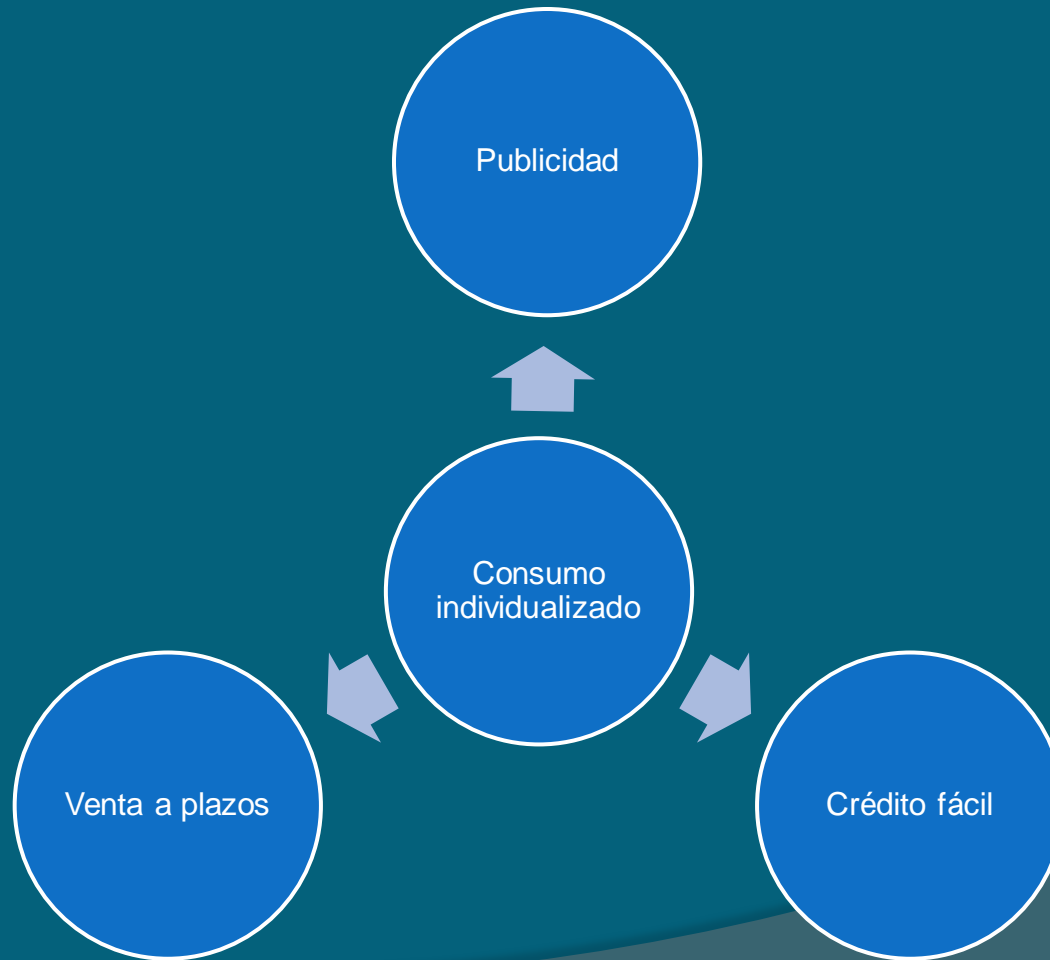 Publicidad
Consumo
individualizado
Venta a plazos
Crédito fácil